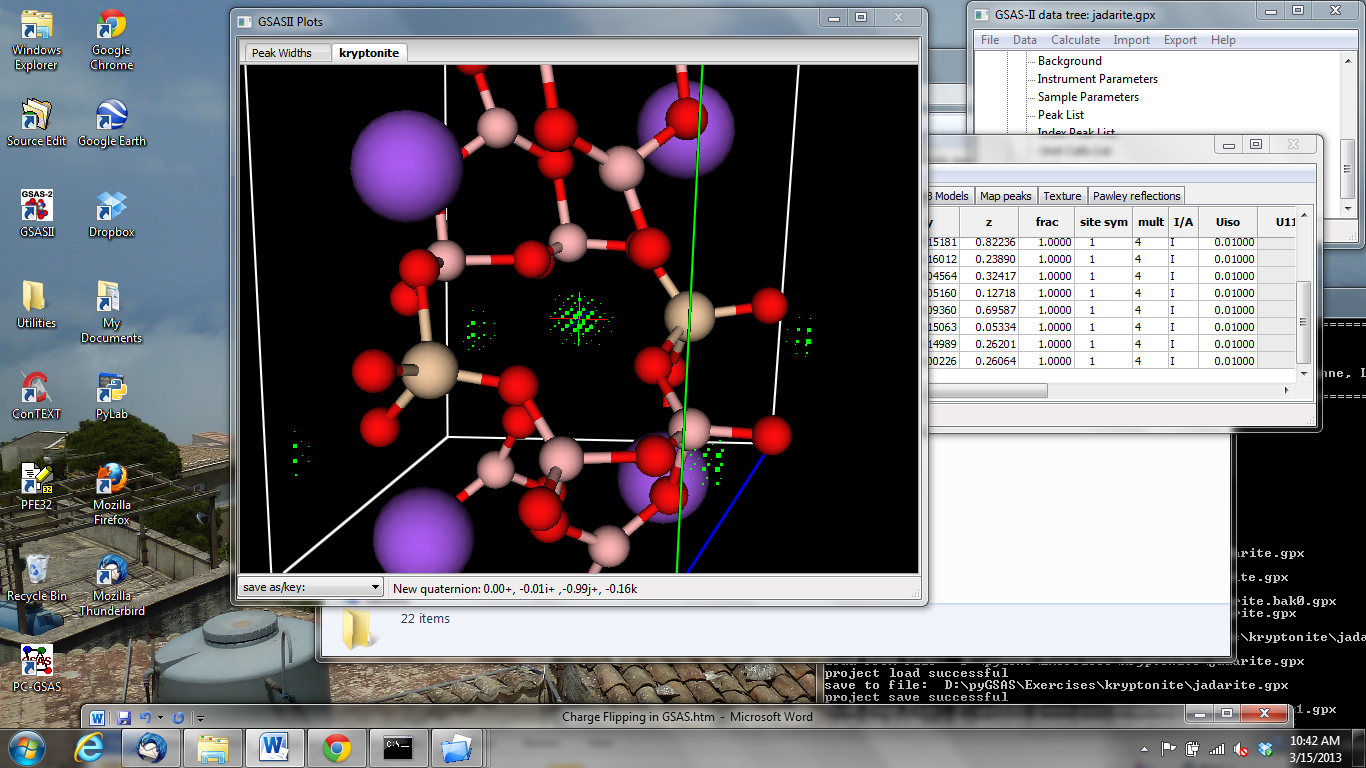 Windows Explorer
Google Chrome
Source Edit
Google Earth
GSAS-2
GSASII
Dropbox
Utilities
My Documents
ConTEXT
PyLab
32
PFE32
Mozilla Firefox
Recycle Bin
Mozilla Thunderbird
GSAS
PC-GSAS
GSASII Plots
Peak Widths
kryptonite
save as/key:
New quaternion: 0.00+, -0.01i+ ,-0.99j+, -0.16k
22 items
GSAS-II data tree: jadarite.gpx
File Data Calculate Import Export Help
Background
Instrument Parameters
Sample Parameters
Peak List
Index Peak List
Unit Cells List
Models Map peaks Texture Pawley reflections
y z frac site sym mult I/A Uiso U11
15181 0.82236 1.0000 1 4 I 0.01000
16012 0.23890 1.0000 1 4 I 0.01000
04564 0.32417 1.0000 1 4 I 0.01000
05160 0.12718 1.0000 1 4 I 0.01000
09360 0.69587 1.0000 1 4 I 0.01000
15063 0.05334 1.0000 1 4 I 0.01000
14989 0.26201 1.0000 1 4 I 0.01000
00226 0.26064 1.0000 1 4 I 0.01000
nne, L
=====
arite.gpx
ite.gpx
rite.bak0.gpx
rite.gpx
s\kryptonite\jada
jadarite.gpx
project load successful
save to file: D:\pyGSAS\Exercises\kryptonite\jadarite.gpx
project save successful
1.gpx
Charge Flipping in GSAS.htm - Microsoft Word
C:\
10:42 AM
3/15/2013